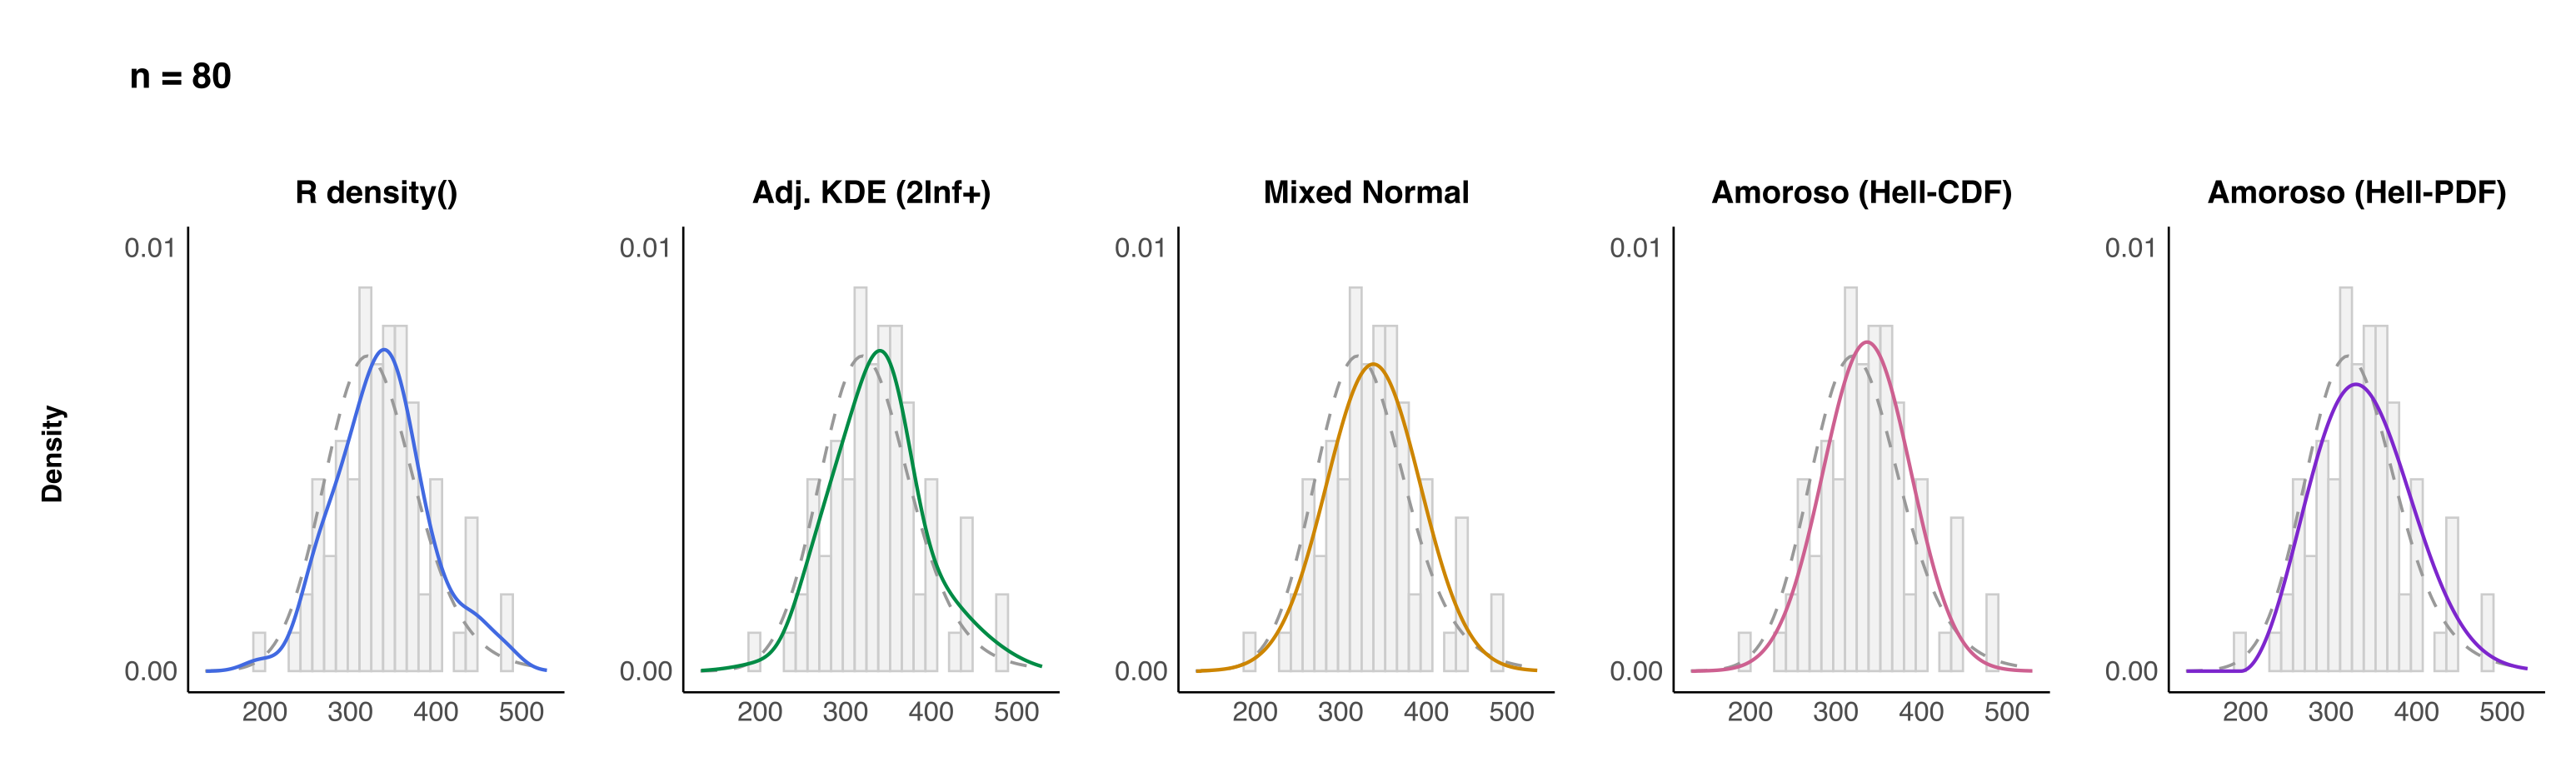 n = 80
R density()
Adj. KDE (2Inf+)
Mixed Normal
Amoroso (Hell-CDF)
Amoroso (Hell-PDF)
Density
0.01
0.00
200 300 400 500
0.01
0.00
200 300 400 500
0.01
0.00
200 300 400 500
0.01
0.00
200 300 400 500
0.01
0.00
200 300 400 500